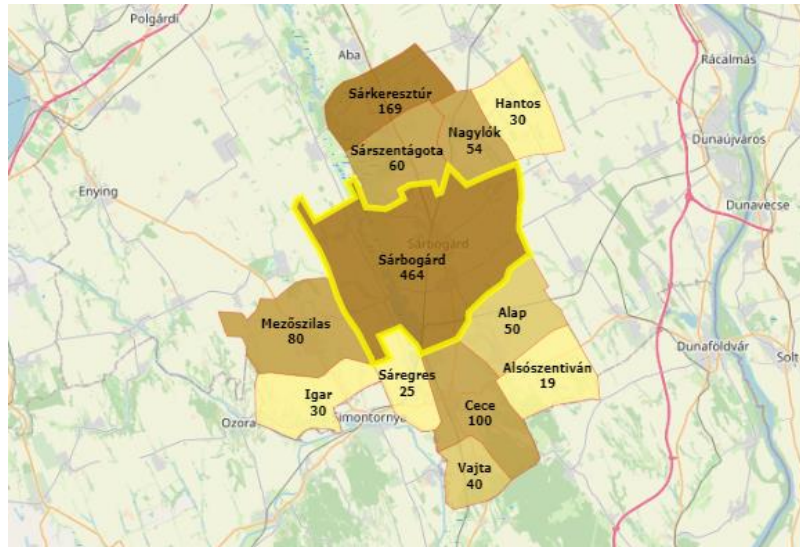 Polgárdi
Aba
Rácalmás
Sárkeresztúr
169
Hantos
30
Nagylók
54
Dunaújváros
Sárszentágota
60
Enying
Dunavecse
Sárbogárd
Sárbogárd
464
Alap
50
Mezőszilas
80
Dunaföldvár
Solt
Alsószentiván
19
Sáregres
25
Igar
30
Cece
100
Ozora
imontornya
Vajta
40